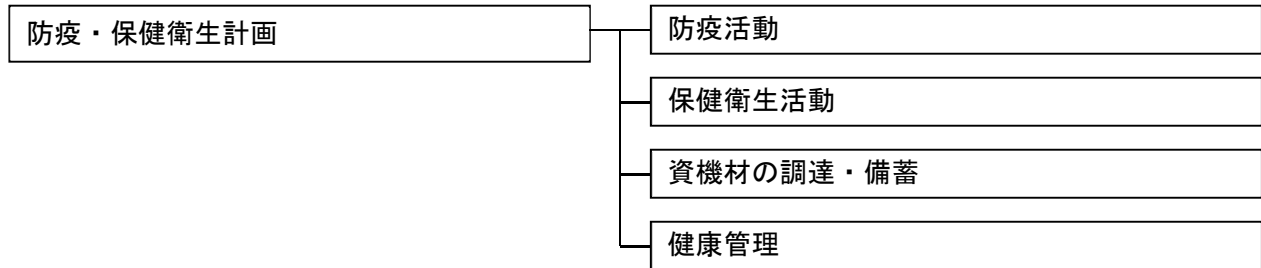 防疫・保健衛生計画
防疫活動
保健衛生活動
資機材の調達・備蓄
健康管理